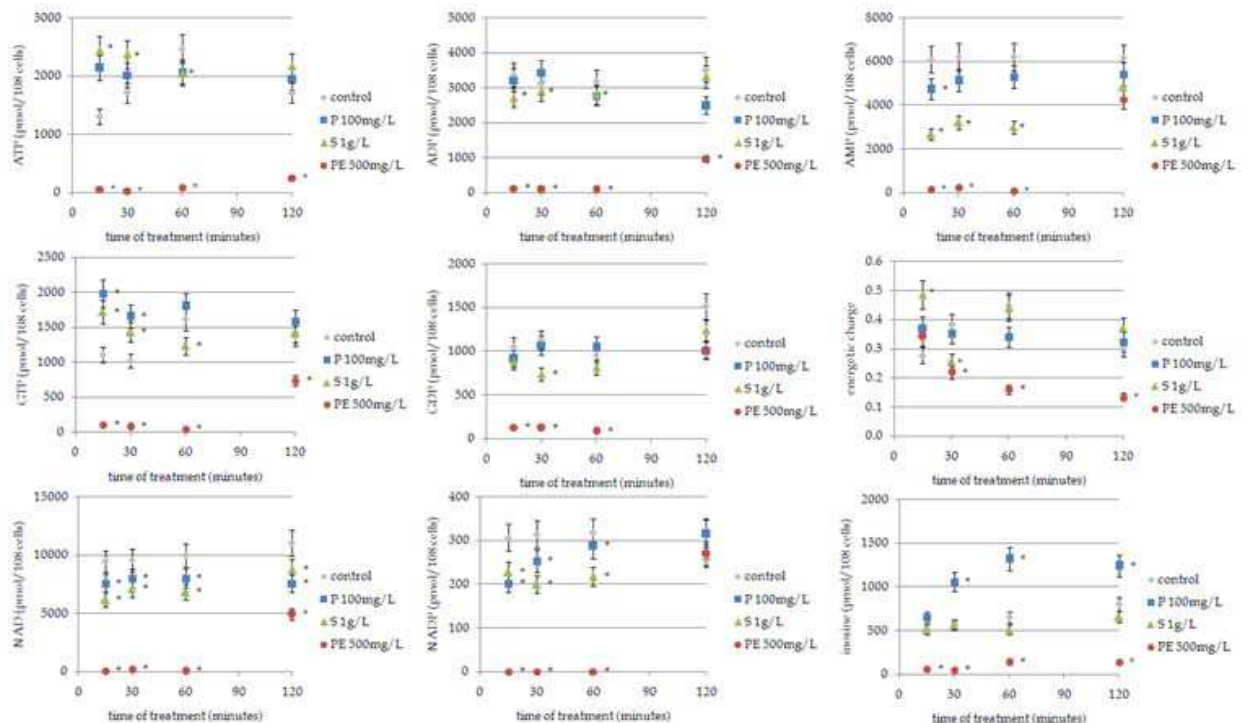 3000
2000
1000
0
ATP (pmol/108 cells)
0 30 60 90 120
time of treatment (minutes)
control
P 100mg/L
S 1g/L
PE 500mg/L
5000
4000
3000
2000
1000
0
ADP (pmol/108 cells)
0 30 60 90 120
time of treatment (minutes)
control
P 100mg/L
S 1g/L
PE 500mg/L
8000
6000
4000
2000
0
AMP (pmol/108 cells)
0 30 60 90 120
time of treatment (minutes)
control
P 100mg/L
S 1g/L
PE 500mg/L
2500
2000
1500
1000
500
0
GTP (pmol/108 cells)
0 30 60 90 120
time of treatment (minutes)
control
P 100mg/L
S 1g/L
PE 500mg/L
2000
1500
1000
500
0
GDP (pmol/108 cells)
0 30 60 90 120
time of treatment (minutes)
control
P 100mg/L
S 1g/L
PE 500mg/L
0.6
0.5
0.4
0.3
0.2
0.1
0.0
energotic charge
0 30 60 90 120
time of treatment (minutes)
control
P 100mg/L
S 1g/L
PE 500mg/L
15000
10000
5000
0
NAD (pmol/108 cells)
0 30 60 90 120
time of treatment (minutes)
control
P 100mg/L
S 1g/L
PE 500mg/L
400
300
200
100
0
NADP (pmol/108 cells)
0 30 60 90 120
time of treatment (minutes)
control
P 100mg/L
S 1g/L
PE 500mg/L
2000
1500
1000
500
0
inosine (pmol/108 cells)
0 30 60 90 120
time of treatment (minutes)
control
P 100mg/L
S 1g/L
PE 500mg/L